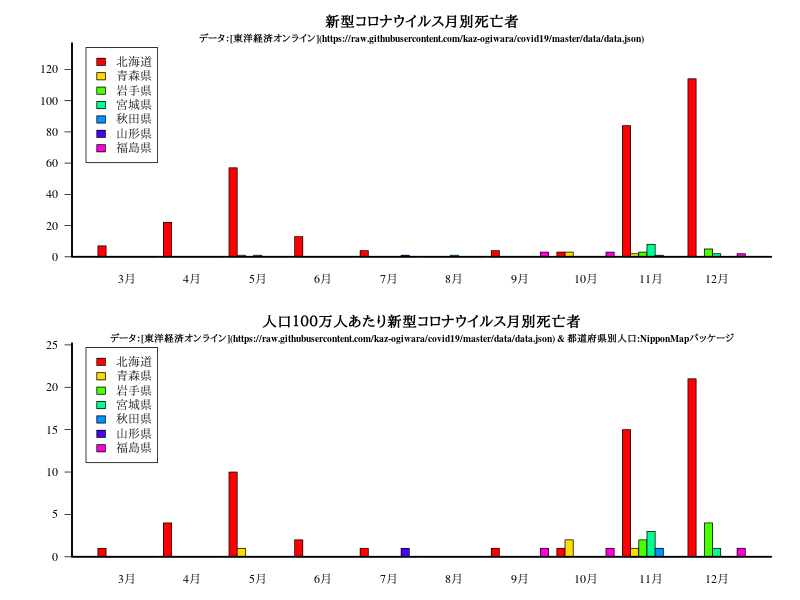 新型コロナウイルス月別死亡者
データ:[東洋経済オンライン](https://raw.githubusercontent.com/kaz-ogiwara/covid19/master/data/data.json)
北海道
青森県
岩手県
宮城県
秋田県
山形県
福島県
120
100
80
60
40
20
0
3月 4月 5月 6月 7月 8月 9月 10月 11月 12月
人口100万人あたり新型コロナウイルス月別死亡者
データ:[東洋経済オンライン](https://raw.githubusercontent.com/kaz-ogiwara/covid19/master/data/data.json) & 都道府県別人口:NipponMapパッケージ
北海道
青森県
岩手県
宮城県
秋田県
山形県
福島県
25
20
15
10
5
0
3月 4月 5月 6月 7月 8月 9月 10月 11月 12月